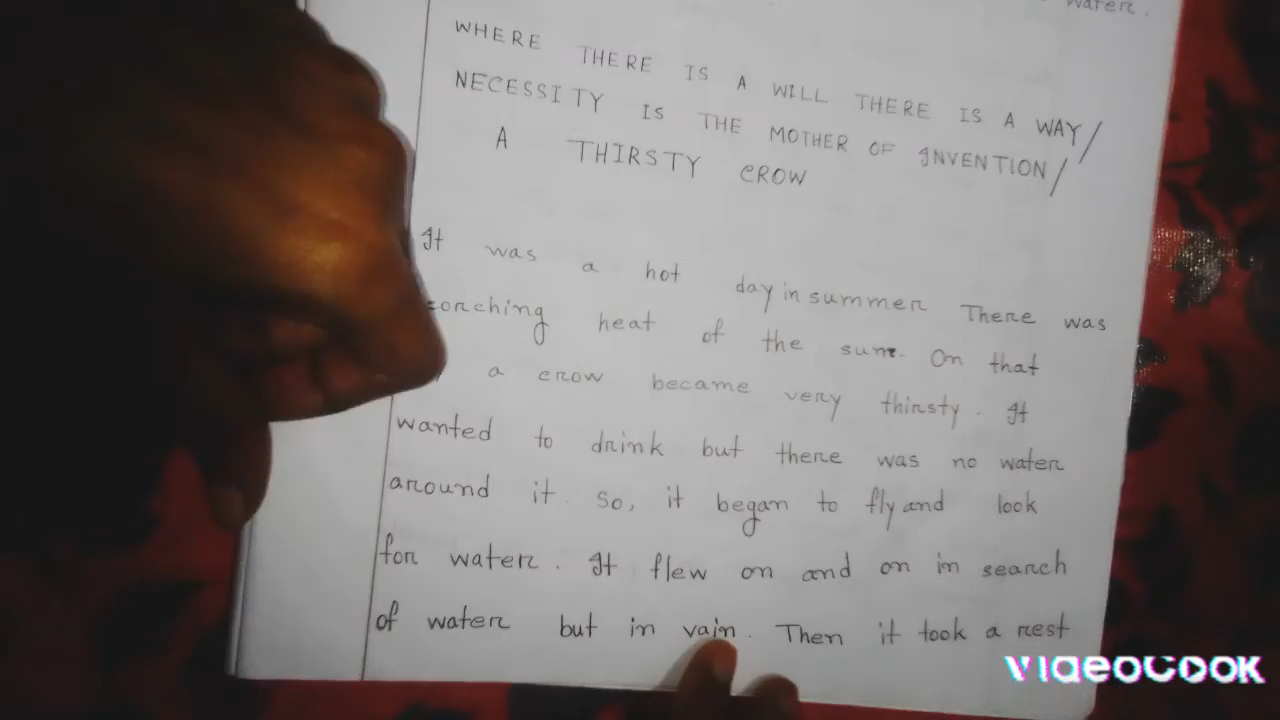 water.
WHERE THERE IS A WILL THERE IS A WAY/
NECESSITY IS THE MOTHER OF INVENTION/
A THIRSTY CROW
It was a hot day in summer There was
corching heat of the sun. On that
a crow became very thirsty. It
wanted to drink but there was no water
around it. So, it began to fly and look
for water. It flew on and on in search
of water but in vain. Then it took a rest
VIDEOCOOK